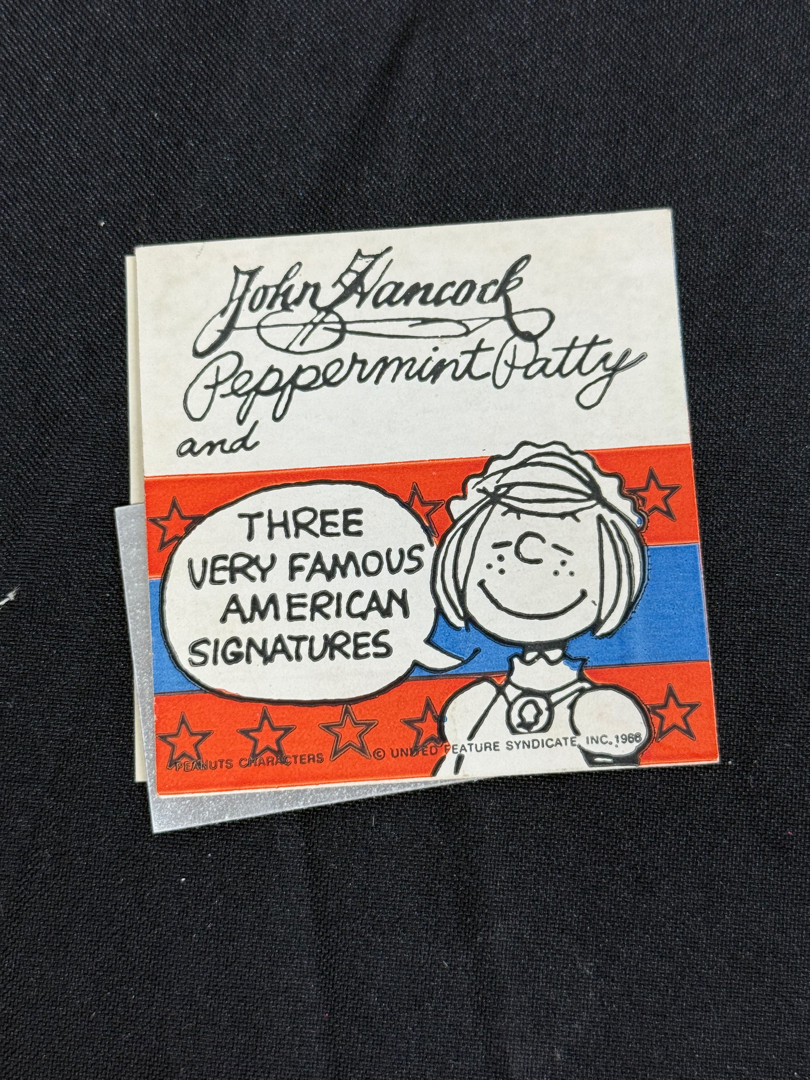 John Hancock
Peppermint Patty
and
THREE
VERY FAMOUS
AMERICAN
SIGNATURES
PEANUTS CHARACTERS © UNITED FEATURE SYNDICATE, INC. 1966